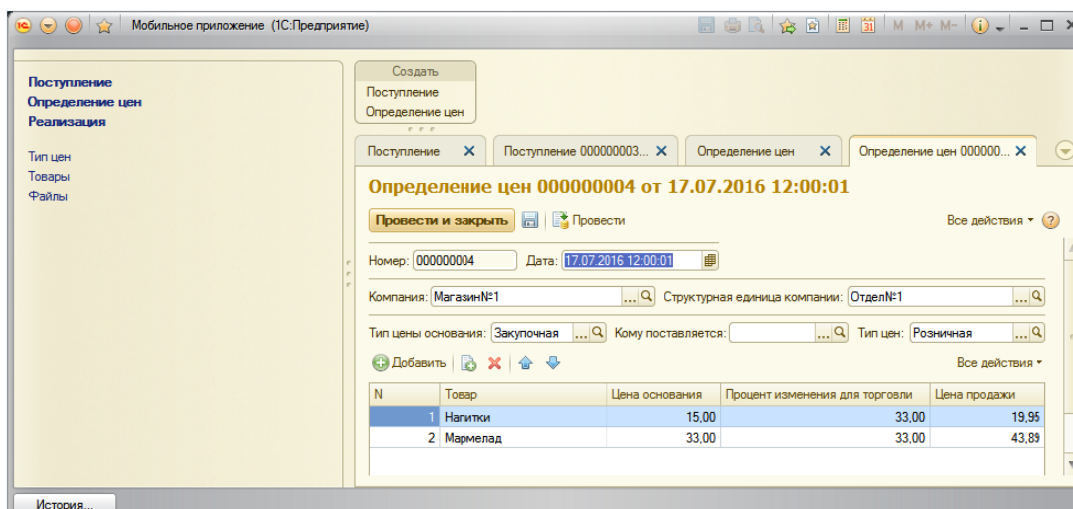 Мобильное приложение (1С:Предприятие)
M M+ M-
31
Поступление
Определение цен
Реализация
Тип цен
Товары
Файлы
Создать
Поступление
Определение цен
Поступление
Поступление 000000003...
Определение цен
Определение цен 000000...
Определение цен 000000004 от 17.07.2016 12:00:01
Провести и закрыть Провести Все действия
Номер: 000000004 Дата: 17.07.2016 12:00:01
Компания: Магазин№1 ... Структурная единица компании: Отдел№1 ...
Тип цены основания: Закупочная ... Кому поставляется: ... Тип цен: Розничная ...
Добавить Все действия
N Товар Цена основания Процент изменения для торговли Цена продажи
1 Нагитки 15,00 33,00 19,95
2 Мармелад 33,00 33,00 43,89
История...